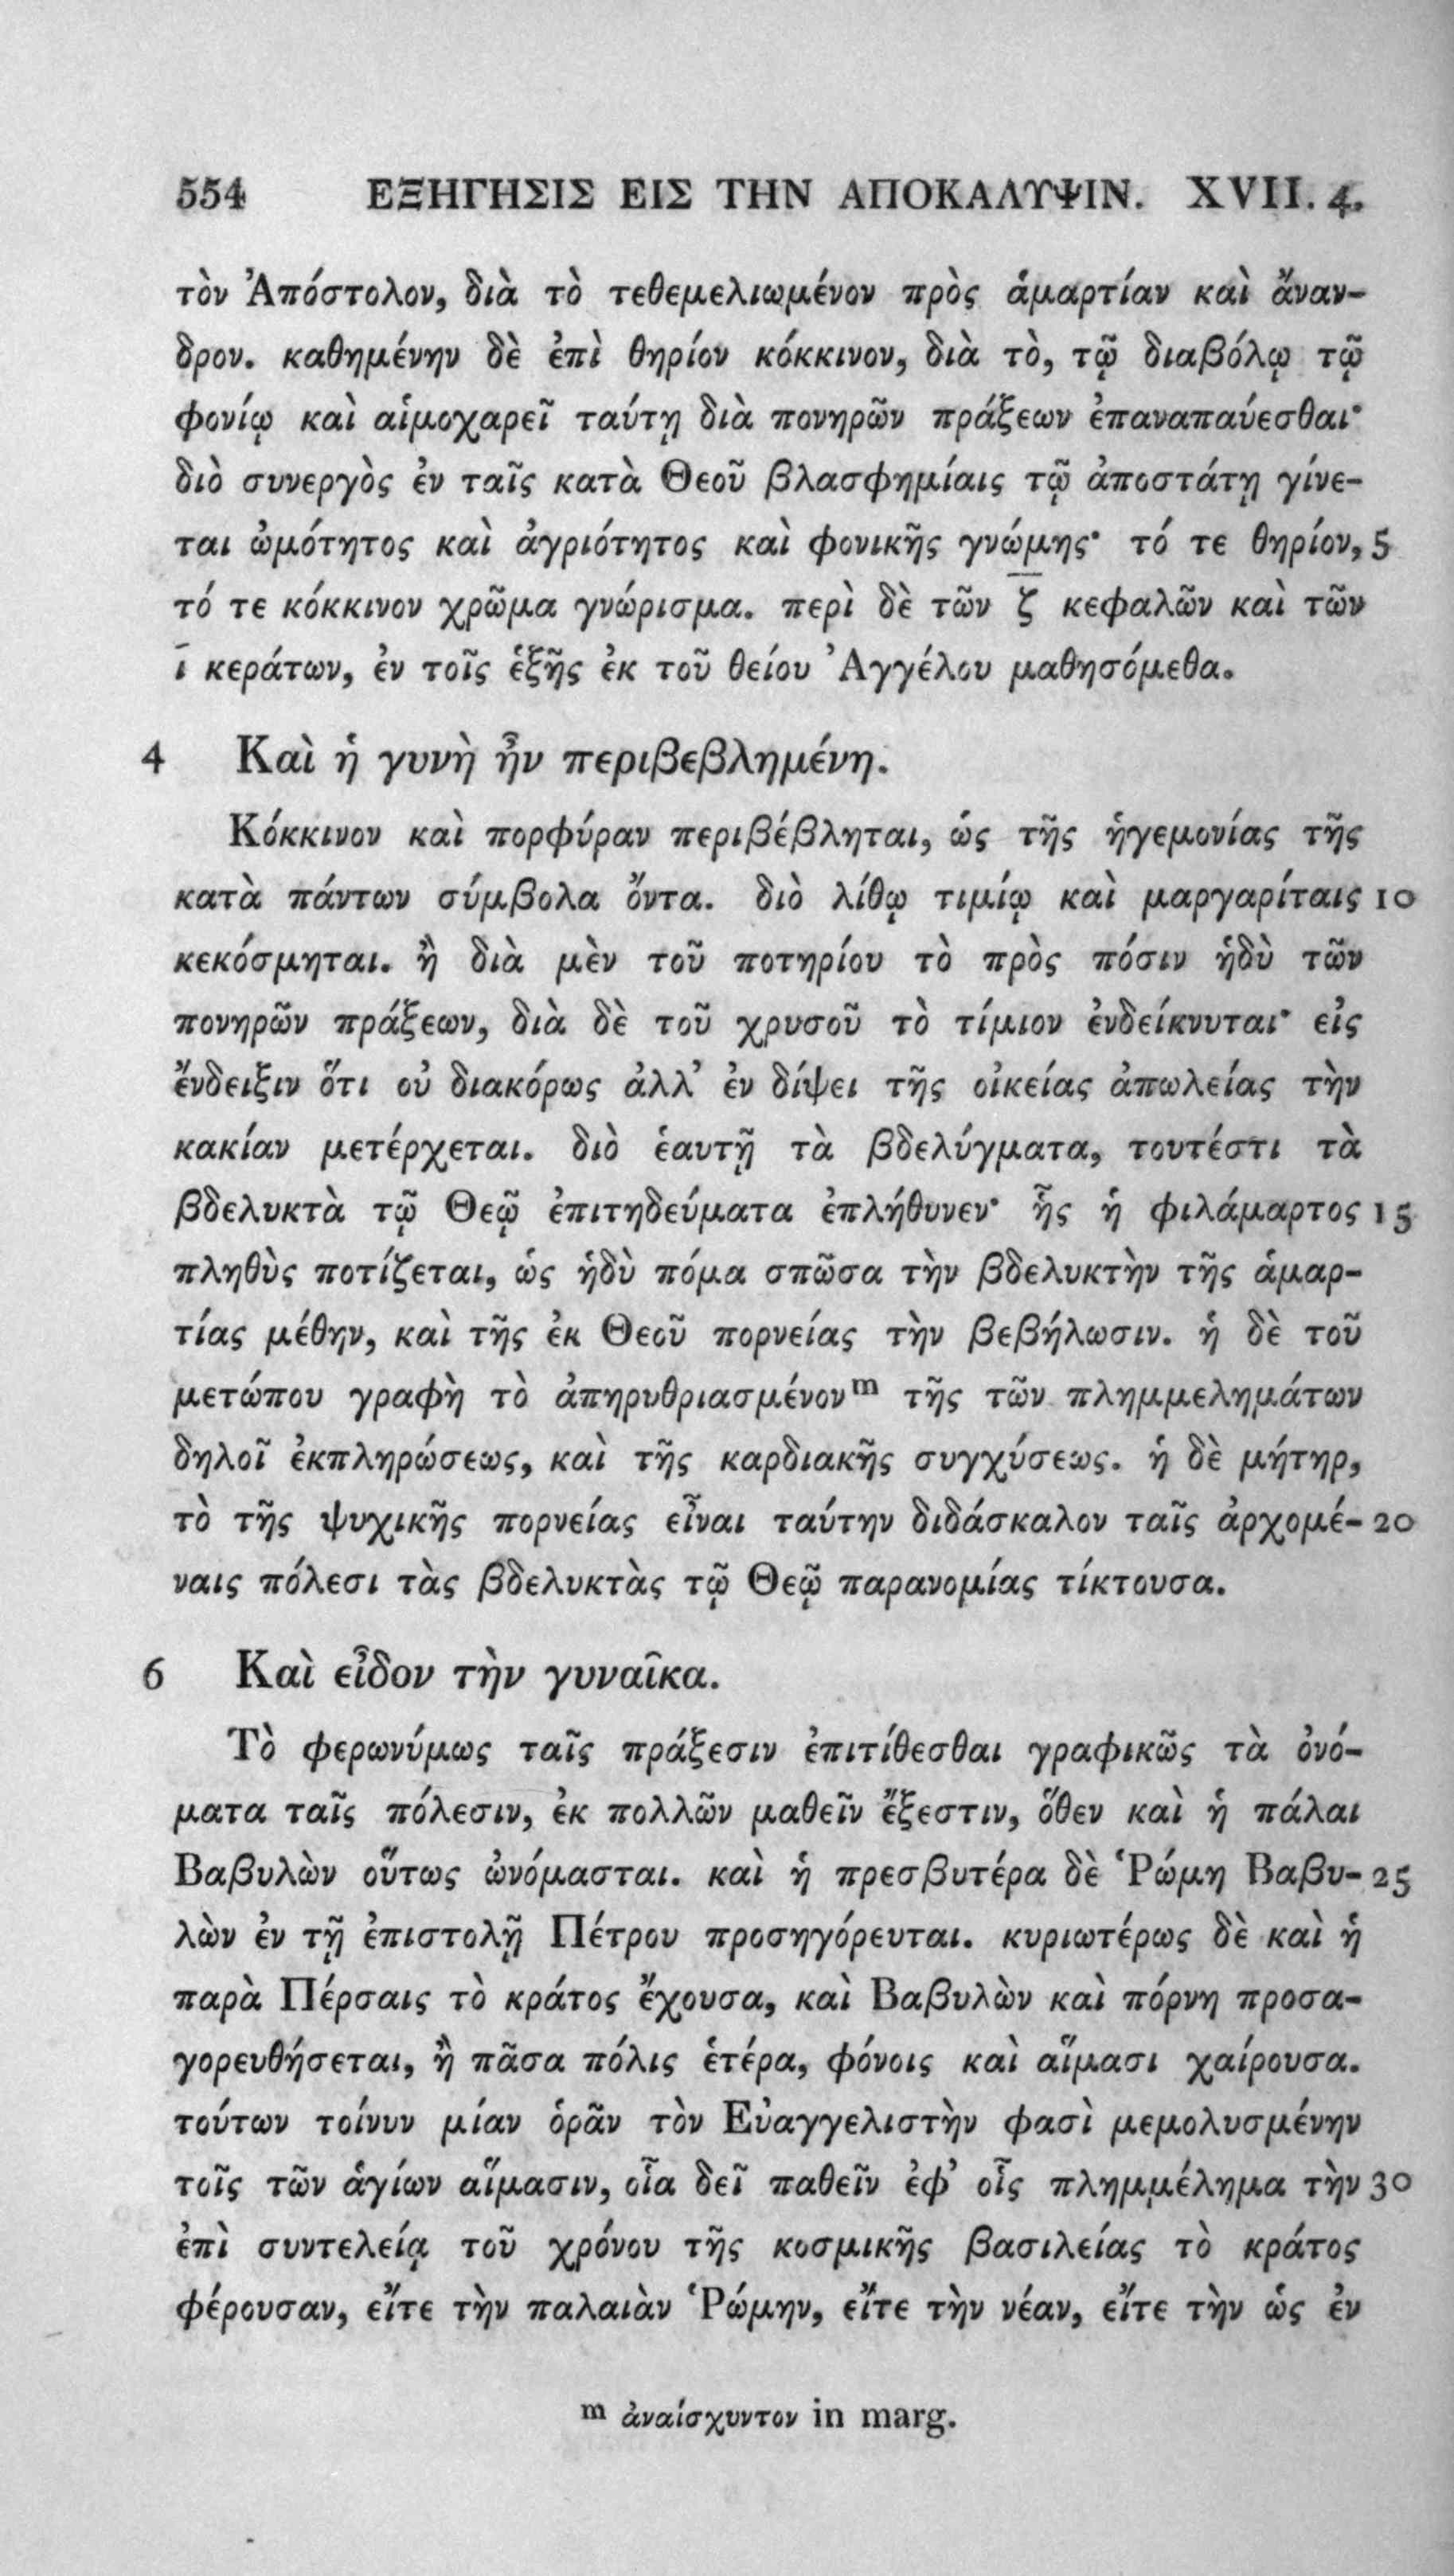 554 ΕΞΗΓΗΣΙΣ ΕΙΣ ΤΗΝ ΑΠΟΚΑΛΥΨΙΝ. XVII. 4.
τὸν Ἀπόστολον, διὰ τὸ τεθεμελιωμένον πρὸς ἁμαρτίαν καὶ ἄναν-
δρον. καθημένην δὲ ἐπὶ θηρίον κόκκινον, διὰ τὸ, τῷ διαβόλῳ τῷ
φονίῳ καὶ αἱμοχαρεῖ ταύτῃ διὰ πονηρῶν πράξεων ἐπαναπαύεσθαι·
διὸ συνεργὸς ἐν ταῖς κατὰ Θεοῦ βλασφημίαις τῷ ἀποστάτῃ γίνε-
ται ὠμότητος καὶ ἀγριότητος καὶ φονικῆς γνώμης· τό τε θηρίον, 5
τό τε κόκκινον χρῶμα γνώρισμα. περὶ δὲ τῶν ζ̅ κεφαλῶν καὶ τῶν
ι̅ κεράτων, ἐν τοῖς ἑξῆς ἐκ τοῦ θείου Ἀγγέλου μαθησόμεθα.
4 Καὶ ἡ γυνὴ ἦν περιβεβλημένη.
Κόκκινον καὶ πορφύραν περιβέβληται, ὡς τῆς ἡγεμονίας τῆς
κατὰ πάντων σύμβολα ὄντα. διὸ λίθῳ τιμίῳ καὶ μαργαρίταις 10
κεκόσμηται. ἢ διὰ μὲν τοῦ ποτηρίου τὸ πρὸς πόσιν ἡδὺ τῶν
πονηρῶν πράξεων, διὰ δὲ τοῦ χρυσοῦ τὸ τίμιον ἐνδείκνυται· εἰς
ἔνδειξιν ὅτι οὐ διακόρως ἀλλ’ ἐν δίψει τῆς οἰκείας ἀπωλείας τὴν
κακίαν μετέρχεται. διὸ ἑαυτῇ τὰ βδελύγματα, τουτέστι τὰ
βδελυκτὰ τῷ Θεῷ ἐπιτηδεύματα ἐπλήθυνεν· ἧς ἡ φιλάμαρτος 15
πληθὺς ποτίζεται, ὡς ἡδὺ πόμα σπῶσα τὴν βδελυκτὴν τῆς ἁμαρ-
τίας μέθην, καὶ τῆς ἐκ Θεοῦ πορνείας τὴν βεβήλωσιν. ἡ δὲ τοῦ
μετώπου γραφὴ τὸ ἀπηρυθριασμένον ᵐ τῆς τῶν πλημμελημάτων
δηλοῖ ἐκπληρώσεως, καὶ τῆς καρδιακῆς συγχύσεως. ἡ δὲ μήτηρ,
τὸ τῆς ψυχικῆς πορνείας εἶναι ταύτην διδάσκαλον ταῖς ἀρχομέ- 20
ναις πόλεσι τὰς βδελυκτὰς τῷ Θεῷ παρανομίας τίκτουσα.
6 Καὶ εἶδον τὴν γυναῖκα.
Τὸ φερωνύμως ταῖς πράξεσιν ἐπιτίθεσθαι γραφικῶς τὰ ὀνό-
ματα ταῖς πόλεσιν, ἐκ πολλῶν μαθεῖν ἔξεστιν, ὅθεν καὶ ἡ πάλαι
Βαβυλὼν οὕτως ὠνόμασται. καὶ ἡ πρεσβυτέρα δὲ Ῥώμη Βαβυ- 25
λὼν ἐν τῇ ἐπιστολῇ Πέτρου προσηγόρευται. κυριωτέρως δὲ καὶ ἡ
παρὰ Πέρσαις τὸ κράτος ἔχουσα, καὶ Βαβυλὼν καὶ πόρνη προσα-
γορευθήσεται, ἢ πᾶσα πόλις ἑτέρα, φόνοις καὶ αἵμασι χαίρουσα.
τούτων τοίνυν μίαν ὁρᾶν τὸν Εὐαγγελιστὴν φασὶ μεμολυσμένην
τοῖς τῶν ἁγίων αἵμασιν, οἷα δεῖ παθεῖν ἐφ’ οἷς πλημμέλημα τὴν 30
ἐπὶ συντελείᾳ τοῦ χρόνου τῆς κοσμικῆς βασιλείας τὸ κράτος
φέρουσαν, εἴτε τὴν παλαιὰν Ῥώμην, εἴτε τὴν νέαν, εἴτε τὴν ὡς ἐν
ᵐ ἀναίσχυντον in marg.